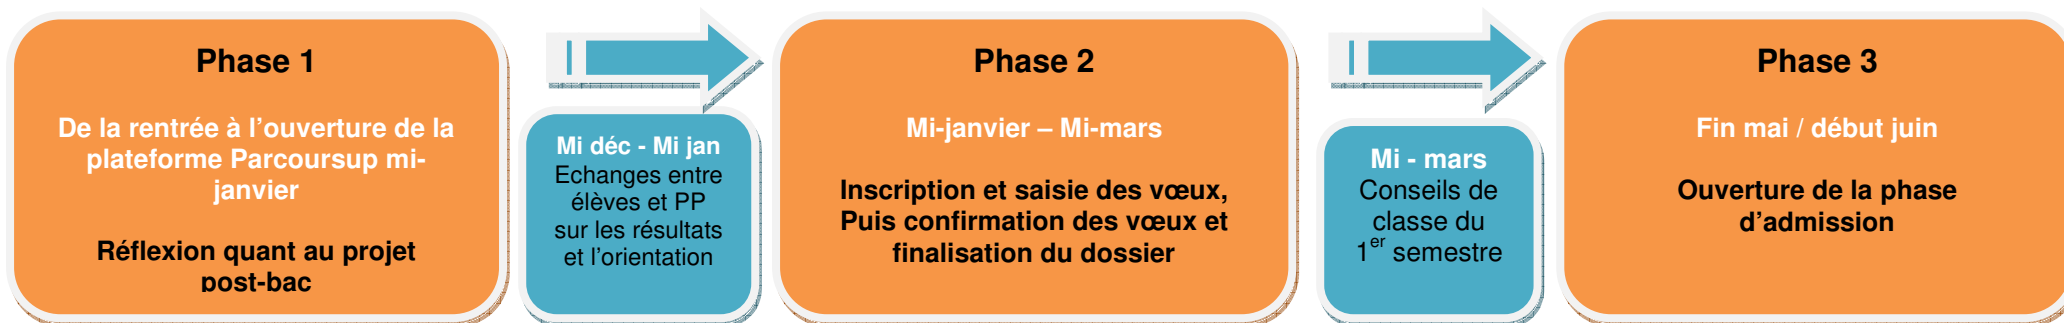 Phase 1
De la rentrée à l’ouverture de la
plateforme Parcoursup mi-
janvier
Réflexion quant au projet
post-bac
Mi déc - Mi jan
Echanges entre
élèves et PP
sur les résultats
et l’orientation
Phase 2
Mi-janvier – Mi-mars
Inscription et saisie des vœux,
Puis confirmation des vœux et
finalisation du dossier
Mi - mars
Conseils de
classe du
1er semestre
Phase 3
Fin mai / début juin
Ouverture de la phase
d’admission